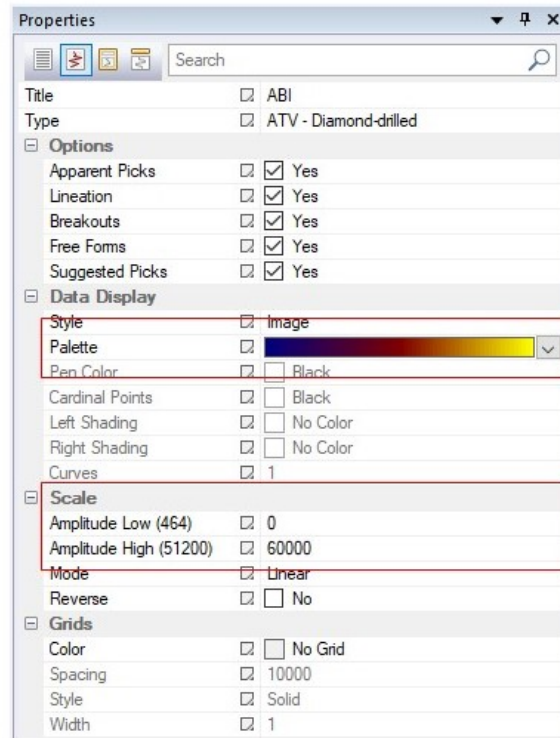 Properties
Search
Title ABI
Type ATV - Diamond-drilled
Options
Apparent Picks Yes
Lineation Yes
Breakouts Yes
Free Forms Yes
Suggested Picks Yes
Data Display
Style Image
Palette
Pen Color Black
Cardinal Points Black
Left Shading No Color
Right Shading No Color
Curves 1
Scale
Amplitude Low (464) 0
Amplitude High (51200) 60000
Mode Linear
Reverse No
Grids
Color No Grid
Spacing 10000
Style Solid
Width 1